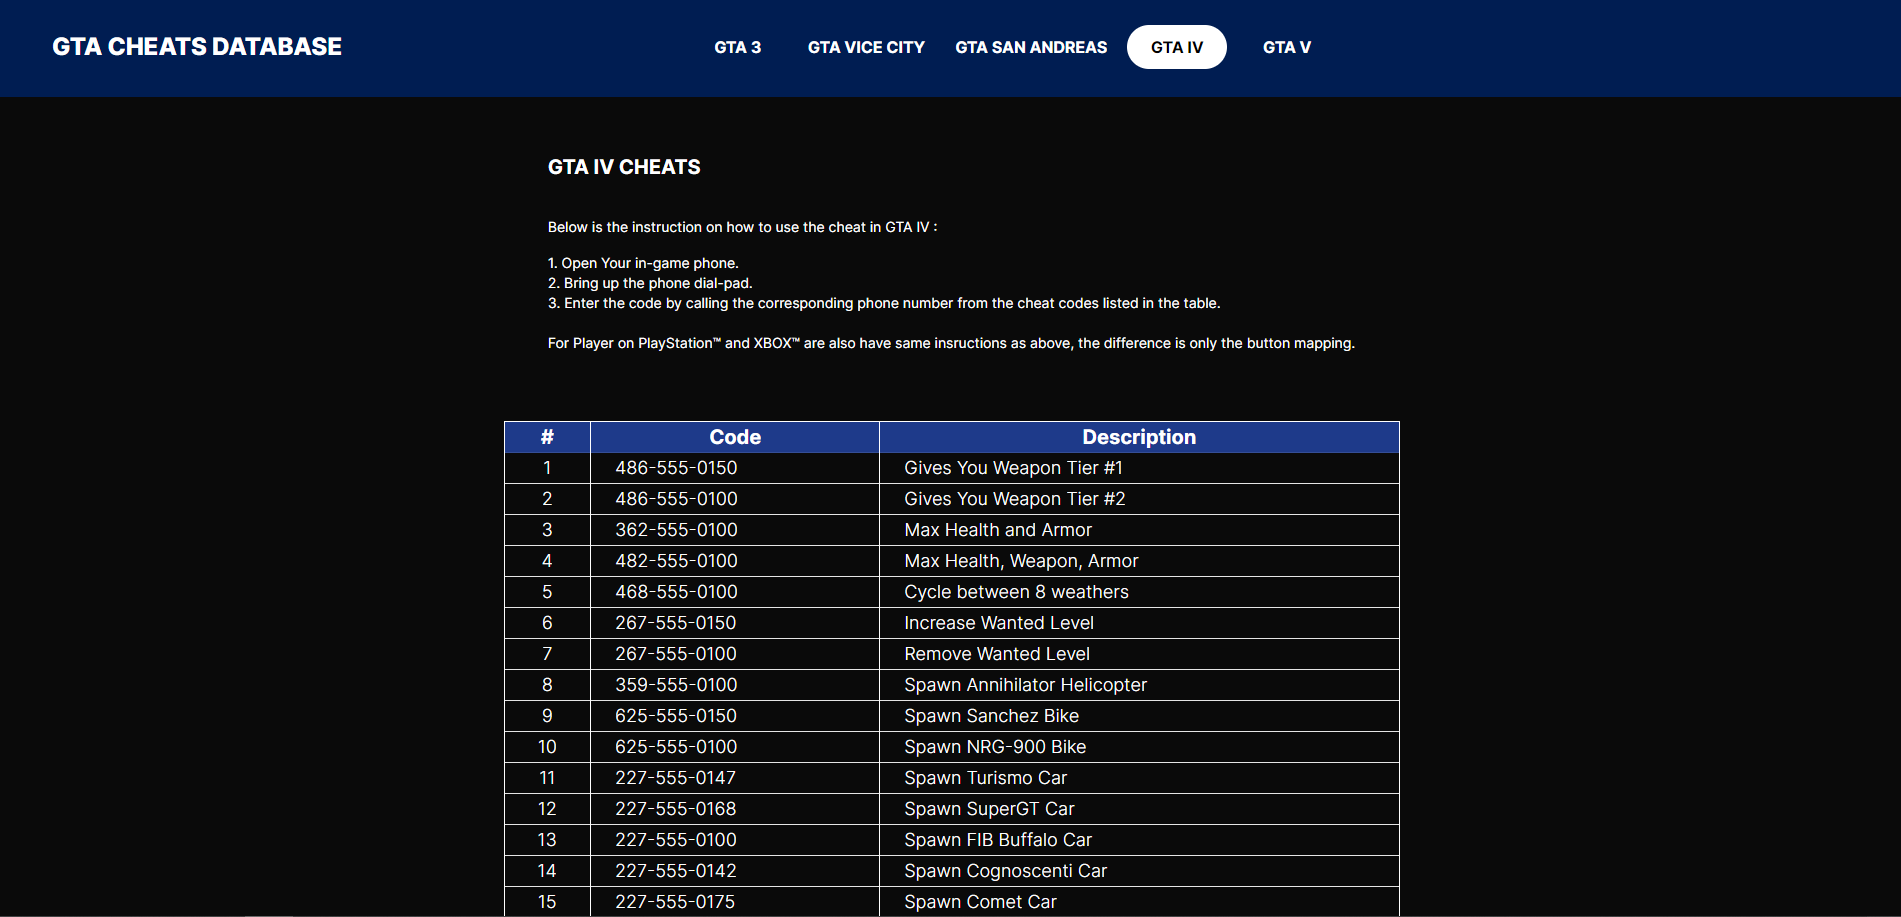 GTA CHEATS DATABASE
GTA 3 GTA VICE CITY GTA SAN ANDREAS GTA IV GTA V
GTA IV CHEATS
Below is the instruction on how to use the cheat in GTA IV :
1. Open Your in-game phone.
2. Bring up the phone dial-pad.
3. Enter the code by calling the corresponding phone number from the cheat codes listed in the table.
For Player on PlayStation™ and XBOX™ are also have same insructions as above, the difference is only the button mapping.
# Code Description
1 486-555-0150 Gives You Weapon Tier #1
2 486-555-0100 Gives You Weapon Tier #2
3 362-555-0100 Max Health and Armor
4 482-555-0100 Max Health, Weapon, Armor
5 468-555-0100 Cycle between 8 weathers
6 267-555-0150 Increase Wanted Level
7 267-555-0100 Remove Wanted Level
8 359-555-0100 Spawn Annihilator Helicopter
9 625-555-0150 Spawn Sanchez Bike
10 625-555-0100 Spawn NRG-900 Bike
11 227-555-0147 Spawn Turismo Car
12 227-555-0168 Spawn SuperGT Car
13 227-555-0100 Spawn FIB Buffalo Car
14 227-555-0142 Spawn Cognoscenti Car
15 227-555-0175 Spawn Comet Car